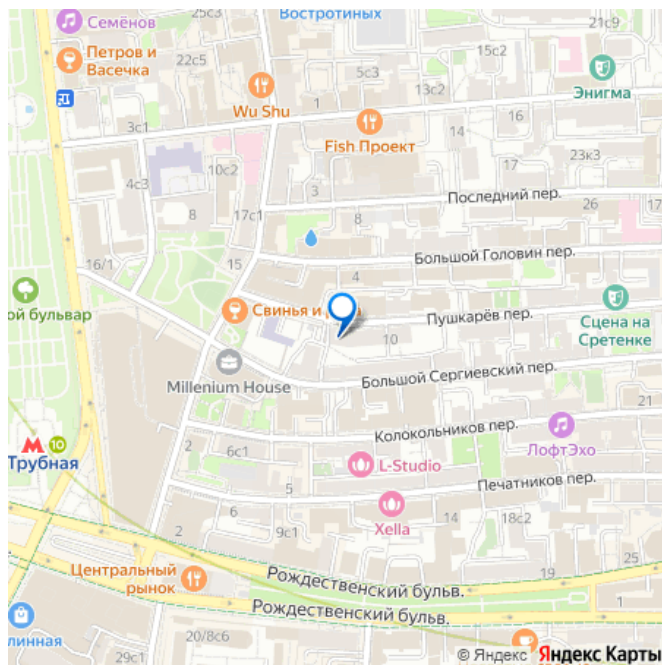 25с3
Востротиных
21с9
Семёнов
Петров и
Васечка
22с5
15с2
5с3
Энигма
Wu Shu
1
3с1
Fish Проект
14
16
10с2
17
23к3
4с3
3
Последний пер.
8
17с1
8
Большой Головин пер.
15
16/1
4
ой бульвар
Свинья и
Пушкарёв пер.
Сцена на
Сретенке
10
Millenium House
Большой Сергиевский пер.
21
Колокольников пер.
2
6с1
ЛофтЭхо
М 10
Трубная
L-Studio
5
Печатников пер.
6
Xella
14
18с2
2
9с1
25
Центральный
рынок
Рождественский бульв.
19
Рождественский бульв.
1
линная
20/8с6
29с1
© Яндекс Яндекс Карты